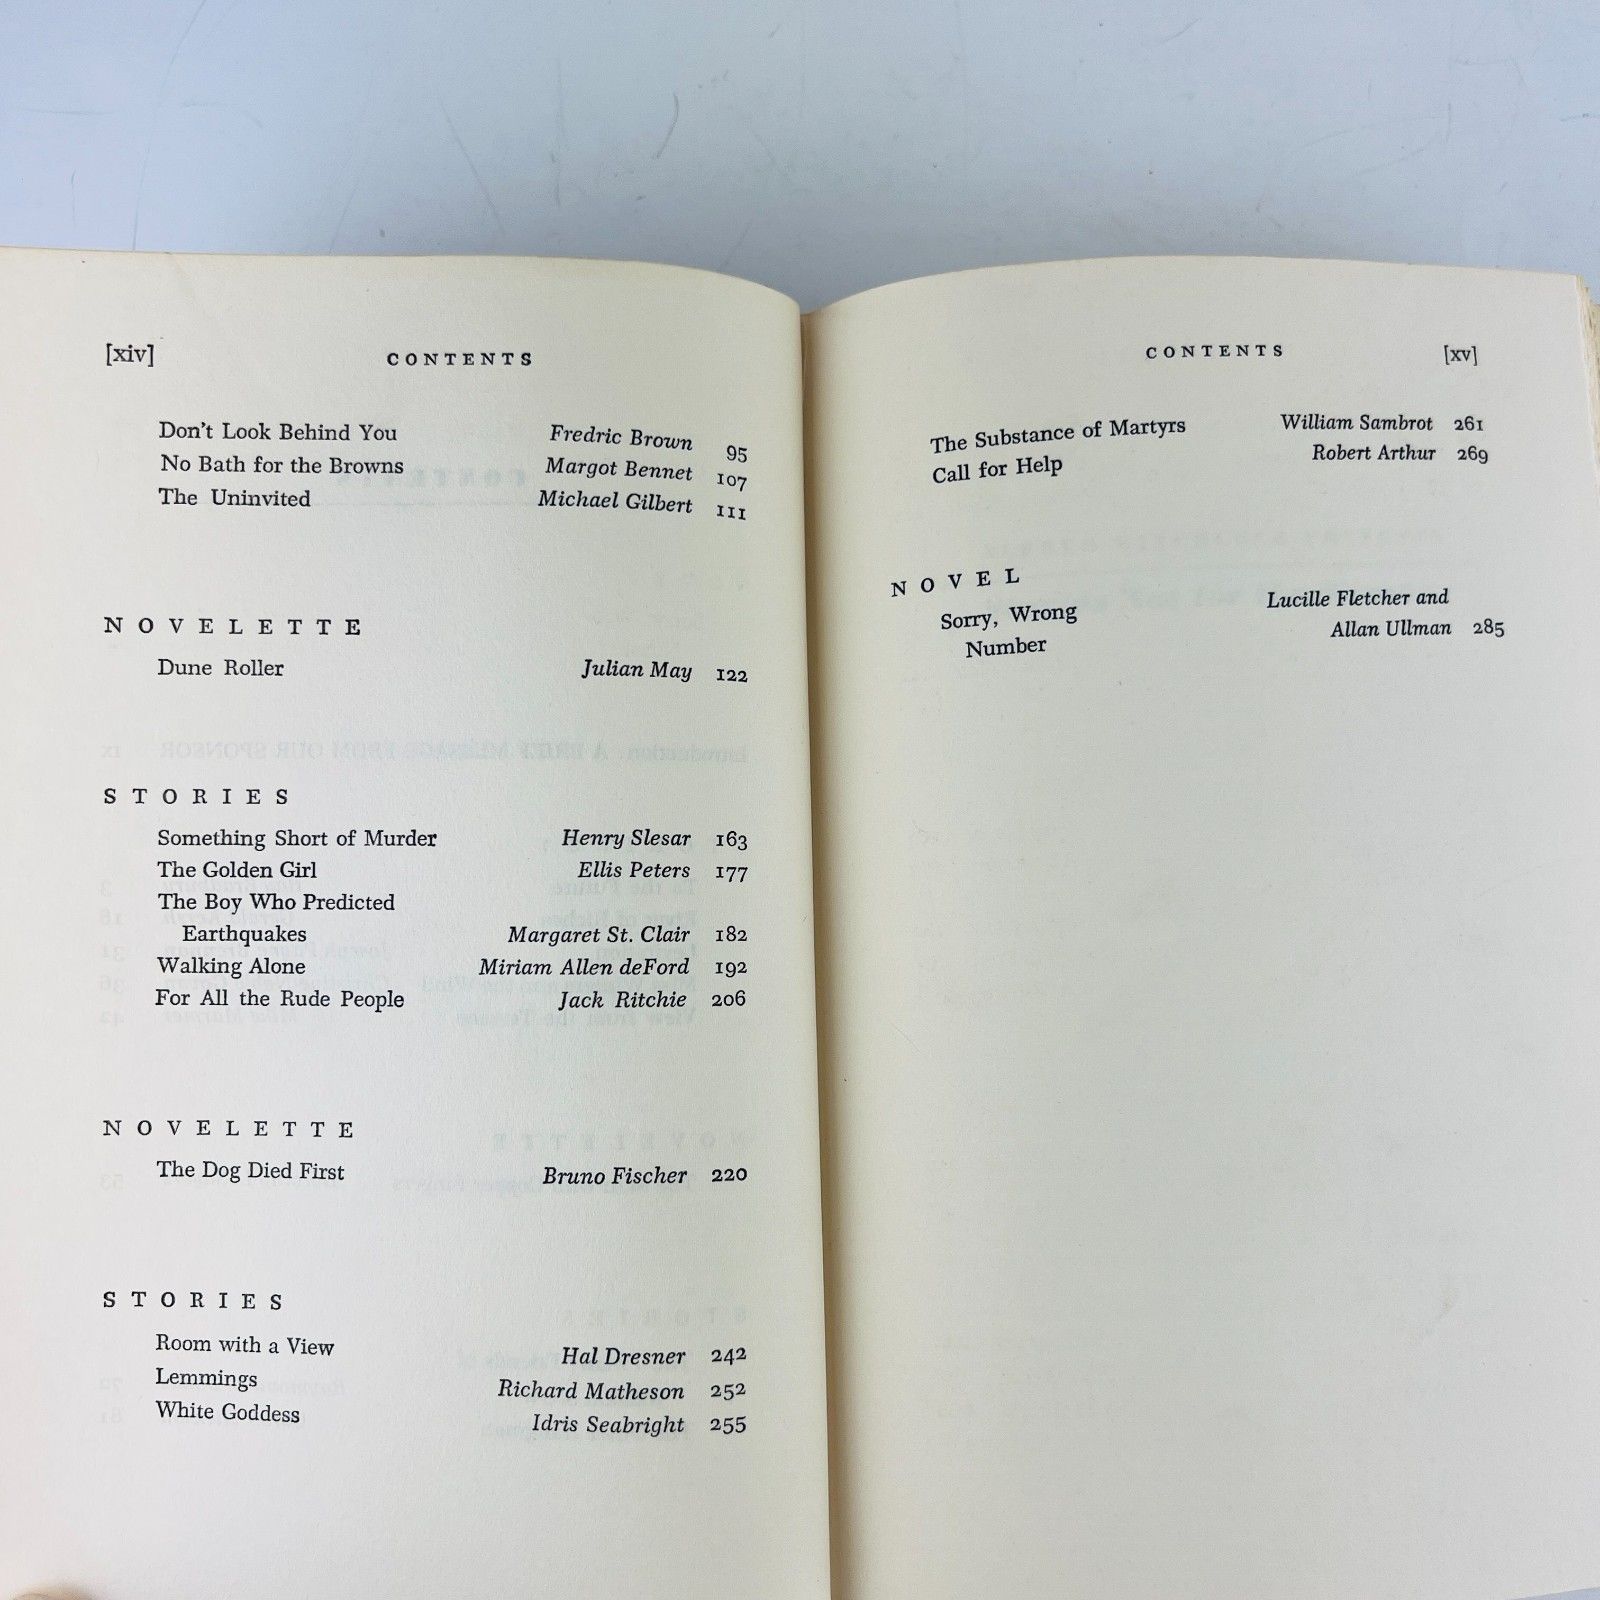 [xiv] CONTENTS
Don't Look Behind You Fredric Brown 95
No Bath for the Browns Margot Bennet 107
The Uninvited Michael Gilbert 111
NOVELETTE
Dune Roller Julian May 122
STORIES
Something Short of Murder Henry Slesar 163
The Golden Girl Ellis Peters 177
The Boy Who Predicted
Earthquakes Margaret St. Clair 182
Walking Alone Miriam Allen deFord 192
For All the Rude People Jack Ritchie 206
NOVELETTE
The Dog Died First Bruno Fischer 220
STORIES
Room with a View Hal Dresner 242
Lemmings Richard Matheson 252
White Goddess Idris Seabright 255
CONTENTS [xv]
The Substance of Martyrs William Sambrot 261
Call for Help Robert Arthur 269
NOVEL
Sorry, Wrong Lucille Fletcher and
Number Allan Ullman 285